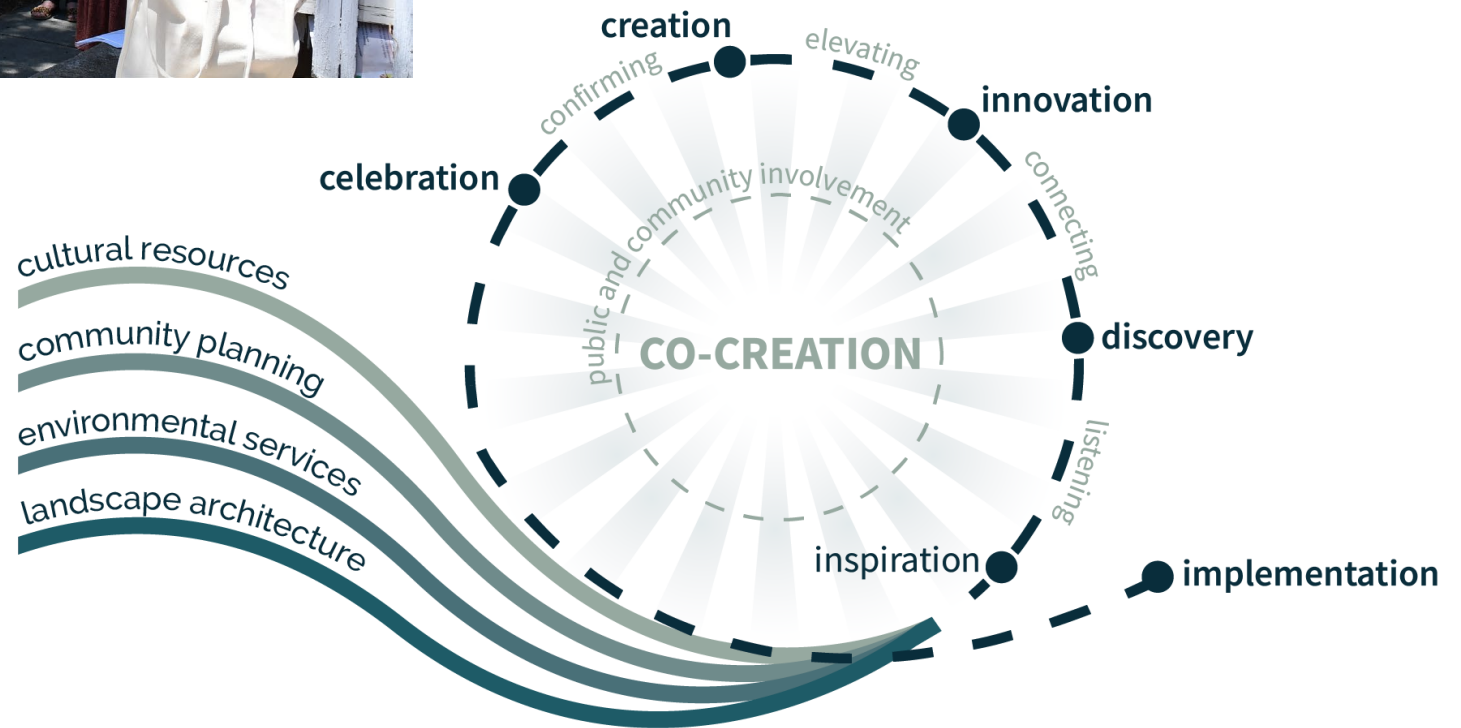 creation
elevating
confirming
innovation
celebration
connecting
public and community involvement
cultural resources
discovery
CO-CREATION
community planning
environmental services
listening
landscape architecture
inspiration
implementation